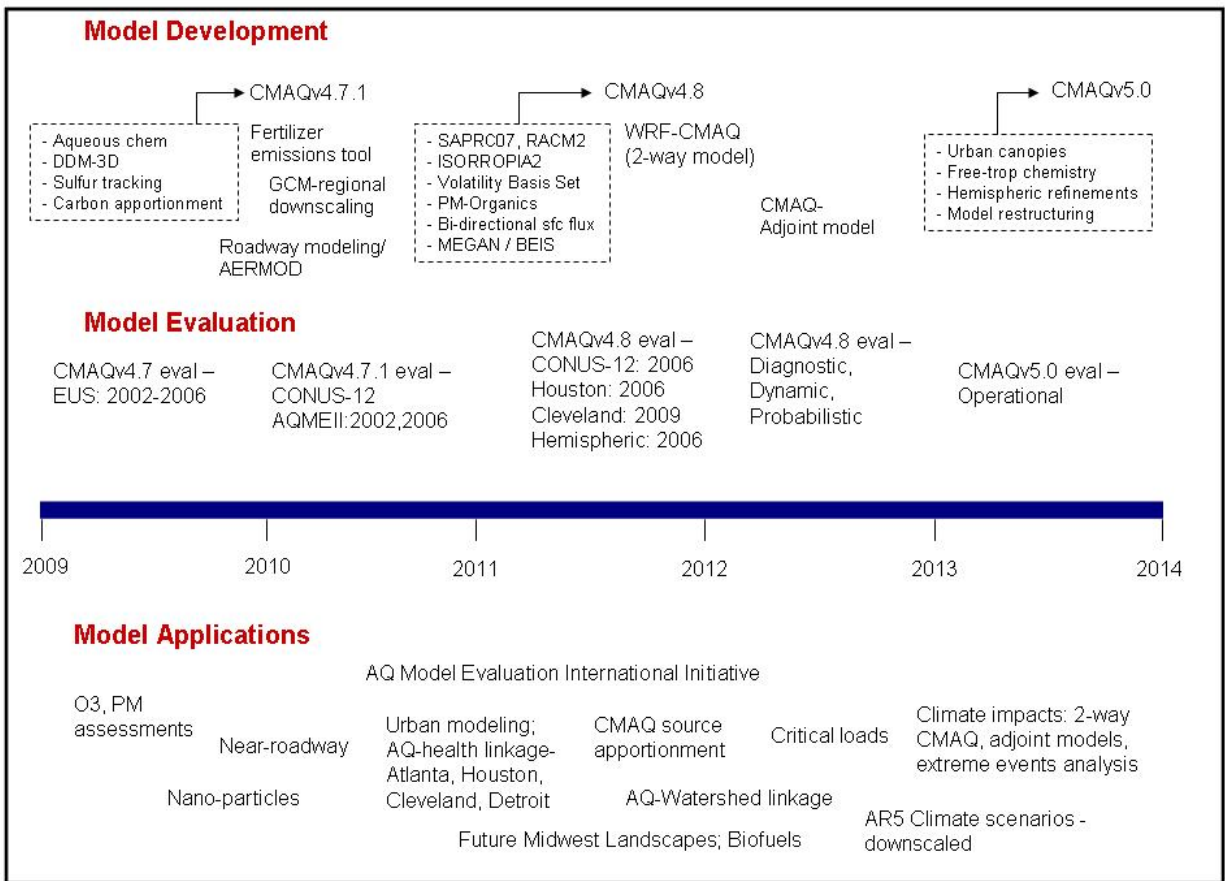 Model Development
CMAQv4.7.1
CMAQv4.8
CMAQv5.0
- Aqueous chem
- DDM-3D
- Sulfur tracking
- Carbon apportionment
Fertilizer
emissions tool
GCM-regional
downscaling
Roadway modeling/
AERMOD
- SAPRC07, RACM2
- ISORROPIA2
- Volatility Basis Set
- PM-Organics
- Bi-directional sfc flux
- MEGAN / BEIS
WRF-CMAQ
(2-way model)
CMAQ-
Adjoint model
- Urban canopies
- Free-trop chemistry
- Hemispheric refinements
- Model restructuring
Model Evaluation
CMAQv4.7 eval –
EUS: 2002-2006
CMAQv4.7.1 eval –
CONUS-12
AQMEII:2002,2006
CMAQv4.8 eval –
CONUS-12: 2006
Houston: 2006
Cleveland: 2009
Hemispheric: 2006
CMAQv4.8 eval –
Diagnostic,
Dynamic,
Probabilistic
CMAQv5.0 eval –
Operational
2009
2010
2011
2012
2013
2014
Model Applications
AQ Model Evaluation International Initiative
O3, PM
assessments
Near-roadway
Nano-particles
Urban modeling;
AQ-health linkage-
Atlanta, Houston,
Cleveland, Detroit
CMAQ source
apportionment
Critical loads
Climate impacts: 2-way
CMAQ, adjoint models,
extreme events analysis
AQ-Watershed linkage
Future Midwest Landscapes; Biofuels
AR5 Climate scenarios -
downscaled